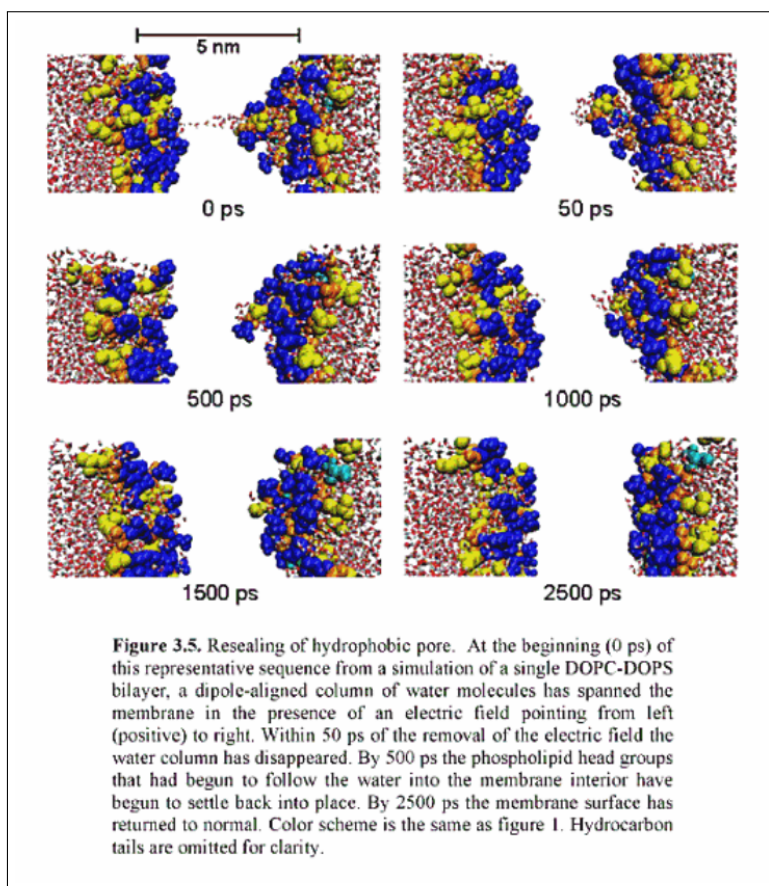 5 nm
0 ps
50 ps
500 ps
1000 ps
1500 ps
2500 ps
Figure 3.5. Resealing of hydrophobic pore. At the beginning (0 ps) of
this representative sequence from a simulation of a single DOPC-DOPS
bilayer, a dipole-aligned column of water molecules has spanned the
membrane in the presence of an electric field pointing from left
(positive) to right. Within 50 ps of the removal of the electric field the
water column has disappeared. By 500 ps the phospholipid head groups
that had begun to follow the water into the membrane interior have
begun to settle back into place. By 2500 ps the membrane surface has
returned to normal. Color scheme is the same as figure 1. Hydrocarbon
tails are omitted for clarity.